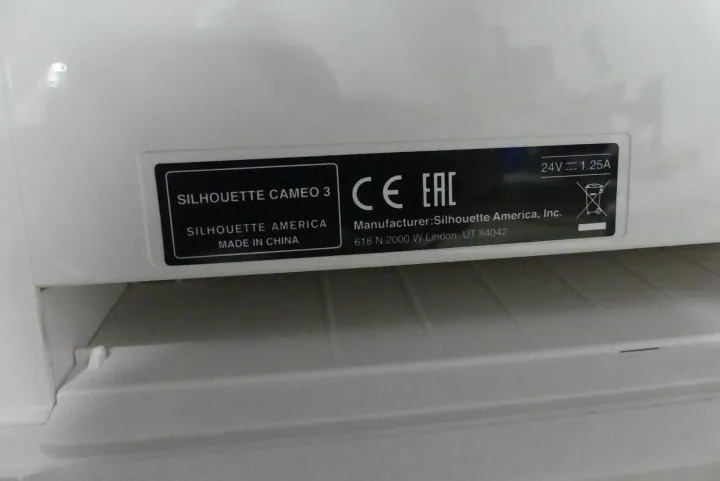 SILHOUETTE CAMEO 3
SILHOUETTE AMERICA
MADE IN CHINA
CE EAC
24V ⎓ 1.25A
Manufacturer:Silhouette America, Inc.
618 N 2000 W Lindon, UT 84042